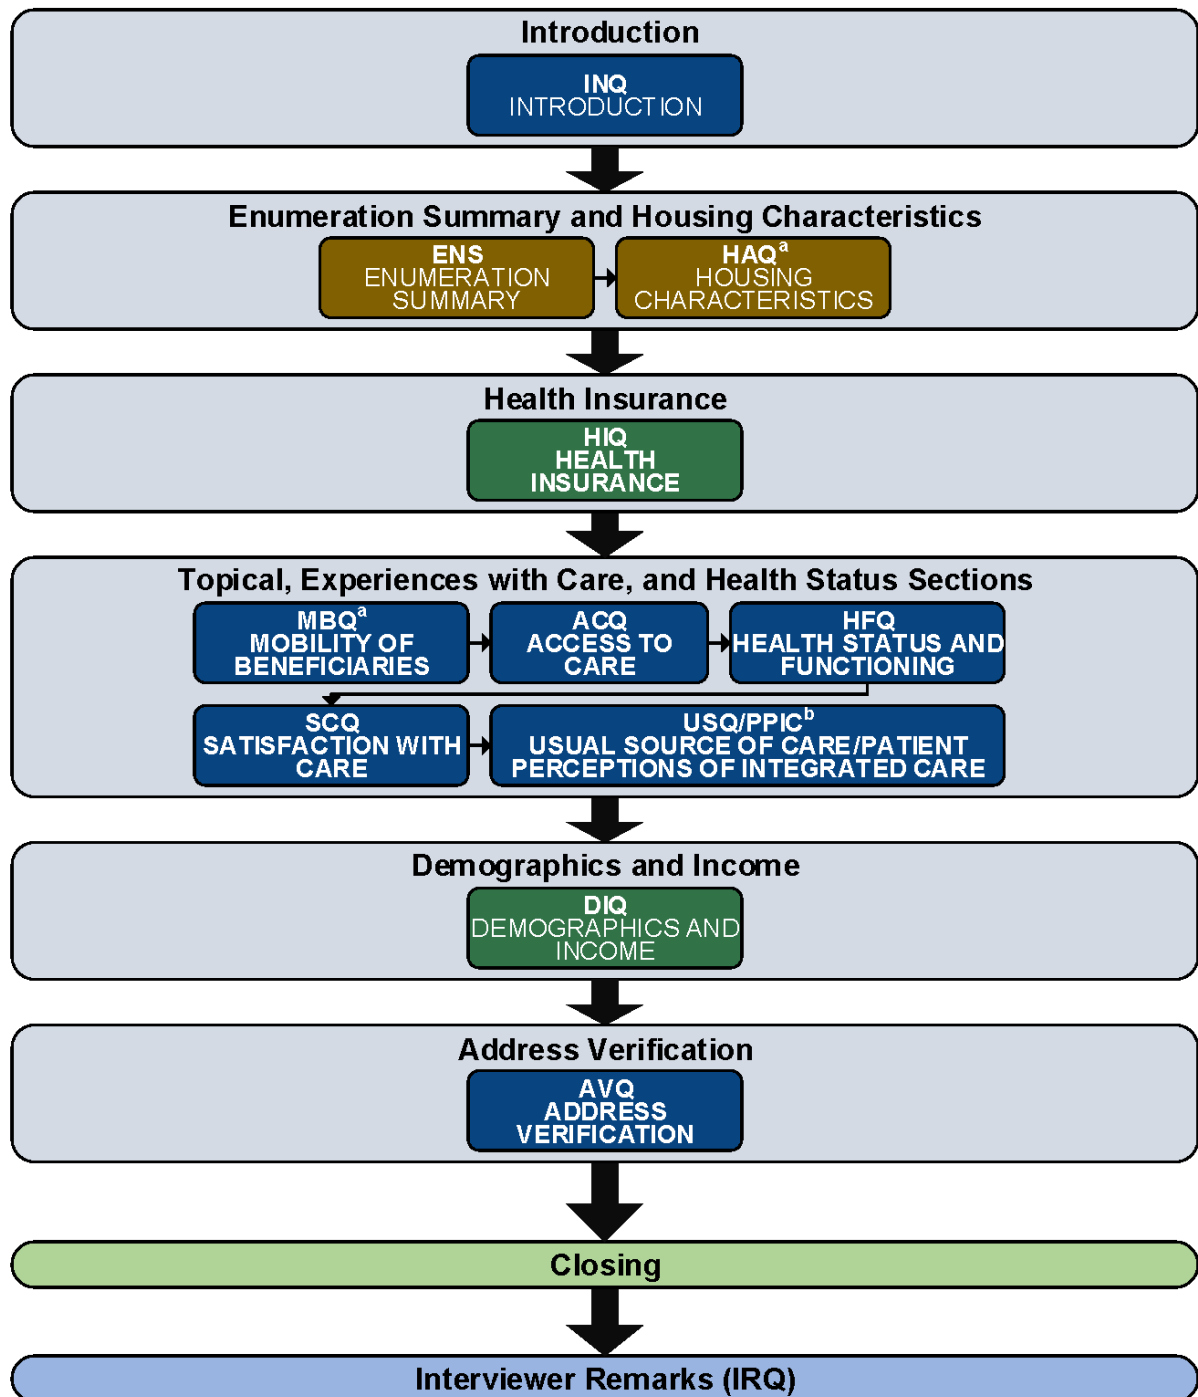 Introduction
INQ
INTRODUCTION
Enumeration Summary and Housing Characteristics
ENS
ENUMERATION
SUMMARY
HAQa
HOUSING
CHARACTERISTICS
Health Insurance
HIQ
HEALTH
INSURANCE
Topical, Experiences with Care, and Health Status Sections
MBQa
MOBILITY OF
BENEFICIARIES
ACQ
ACCESS TO
CARE
HFQ
HEALTH STATUS AND
FUNCTIONING
SCQ
SATISFACTION WITH
CARE
USQ/PPICb
USUAL SOURCE OF CARE/PATIENT
PERCEPTIONS OF INTEGRATED CARE
Demographics and Income
DIQ
DEMOGRAPHICS AND
INCOME
Address Verification
AVQ
ADDRESS
VERIFICATION
Closing
Interviewer Remarks (IRQ)